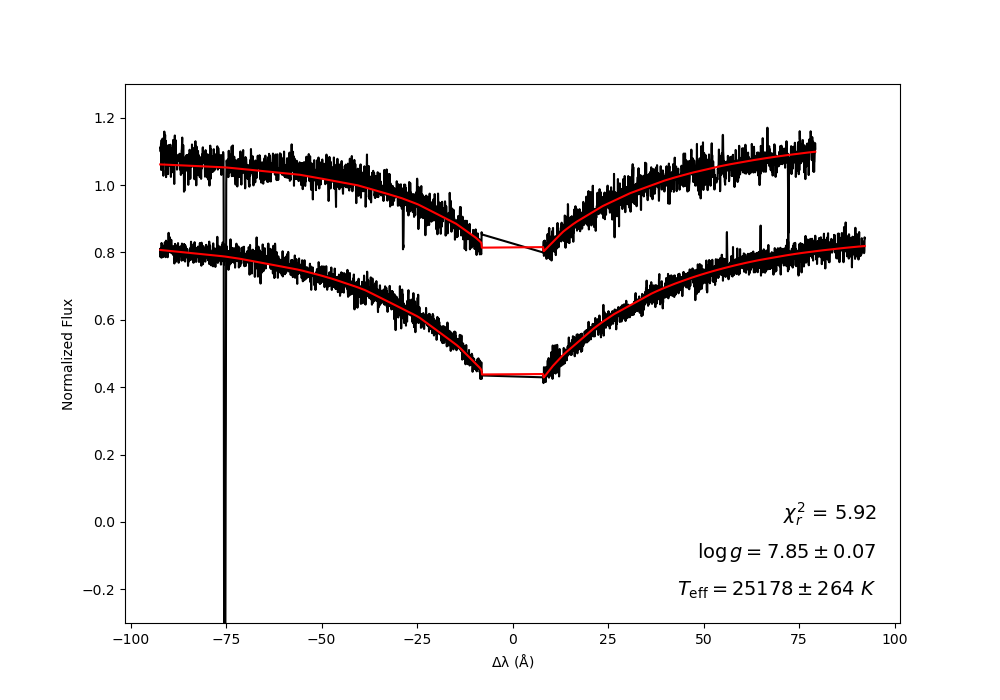 1.2
1.0
0.8
0.6
0.4
0.2
0.0
−0.2
Normalized Flux
χ²ᵣ = 5.92
log g = 7.85 ± 0.07
T_eff = 25178 ± 264 K
−100 −75 −50 −25 0 25 50 75 100
Δλ (Å)